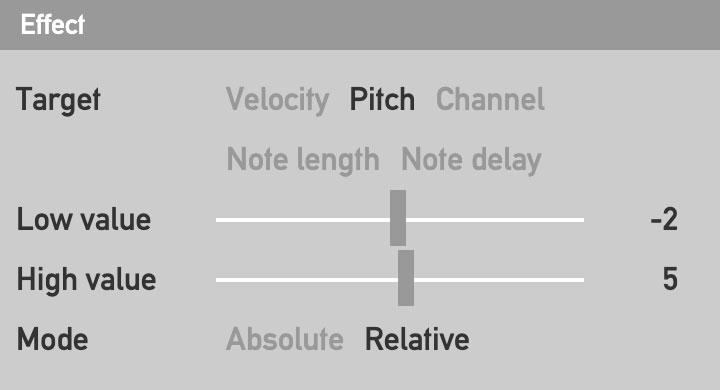 Effect
Target Velocity Pitch Channel
Note length Note delay
Low value -2
High value 5
Mode Absolute Relative